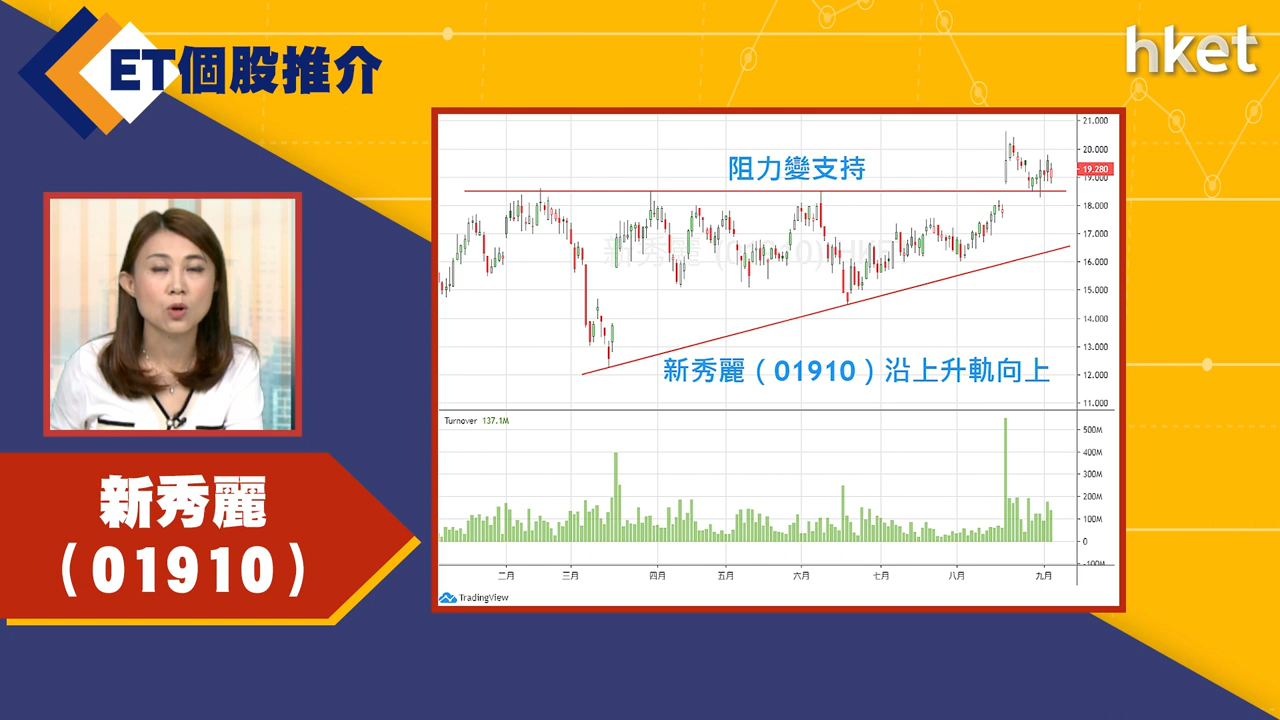 ET個股推介
hket
阻力變支持
新秀麗（01910）沿上升軌向上
21.000
20.000
19.280
19.000
18.000
17.000
16.000
15.000
14.000
13.000
12.000
11.000
Turnover 137.1M
500M
400M
300M
200M
100M
0
-100M
二月 三月 四月 五月 六月 七月 八月 九月
TradingView
新秀麗
（01910）